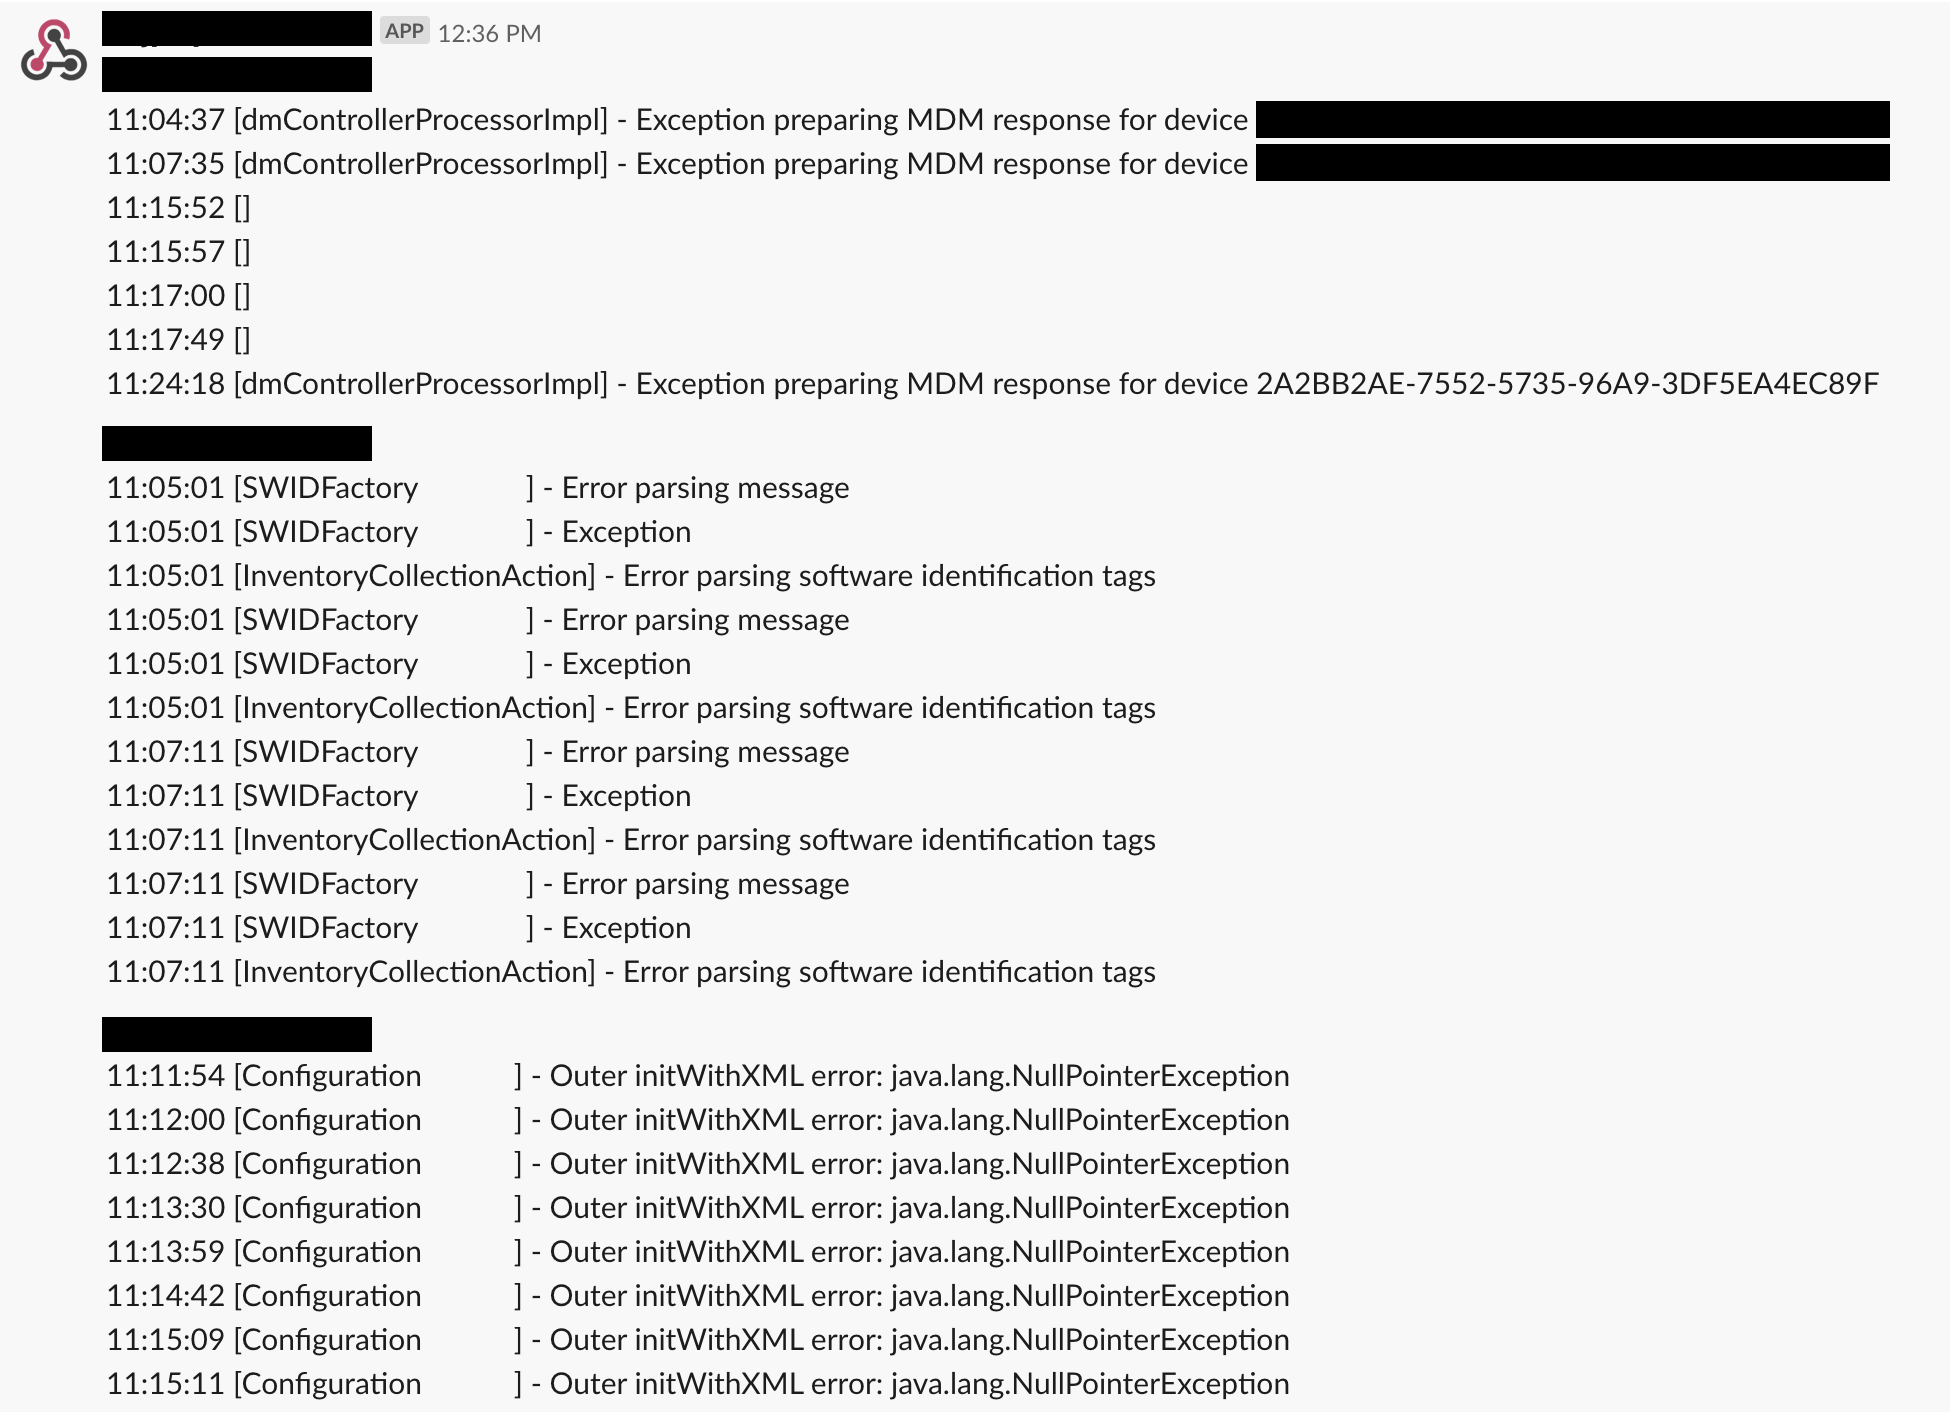 APP 12:36 PM
11:04:37 [dmControllerProcessorImpl] - Exception preparing MDM response for device
11:07:35 [dmControllerProcessorImpl] - Exception preparing MDM response for device
11:15:52 []
11:15:57 []
11:17:00 []
11:17:49 []
11:24:18 [dmControllerProcessorImpl] - Exception preparing MDM response for device 2A2BB2AE-7552-5735-96A9-3DF5EA4EC89F
11:05:01 [SWIDFactory ] - Error parsing message
11:05:01 [SWIDFactory ] - Exception
11:05:01 [InventoryCollectionAction] - Error parsing software identification tags
11:05:01 [SWIDFactory ] - Error parsing message
11:05:01 [SWIDFactory ] - Exception
11:05:01 [InventoryCollectionAction] - Error parsing software identification tags
11:07:11 [SWIDFactory ] - Error parsing message
11:07:11 [SWIDFactory ] - Exception
11:07:11 [InventoryCollectionAction] - Error parsing software identification tags
11:07:11 [SWIDFactory ] - Error parsing message
11:07:11 [SWIDFactory ] - Exception
11:07:11 [InventoryCollectionAction] - Error parsing software identification tags
11:11:54 [Configuration ] - Outer initWithXML error: java.lang.NullPointerException
11:12:00 [Configuration ] - Outer initWithXML error: java.lang.NullPointerException
11:12:38 [Configuration ] - Outer initWithXML error: java.lang.NullPointerException
11:13:30 [Configuration ] - Outer initWithXML error: java.lang.NullPointerException
11:13:59 [Configuration ] - Outer initWithXML error: java.lang.NullPointerException
11:14:42 [Configuration ] - Outer initWithXML error: java.lang.NullPointerException
11:15:09 [Configuration ] - Outer initWithXML error: java.lang.NullPointerException
11:15:11 [Configuration ] - Outer initWithXML error: java.lang.NullPointerException